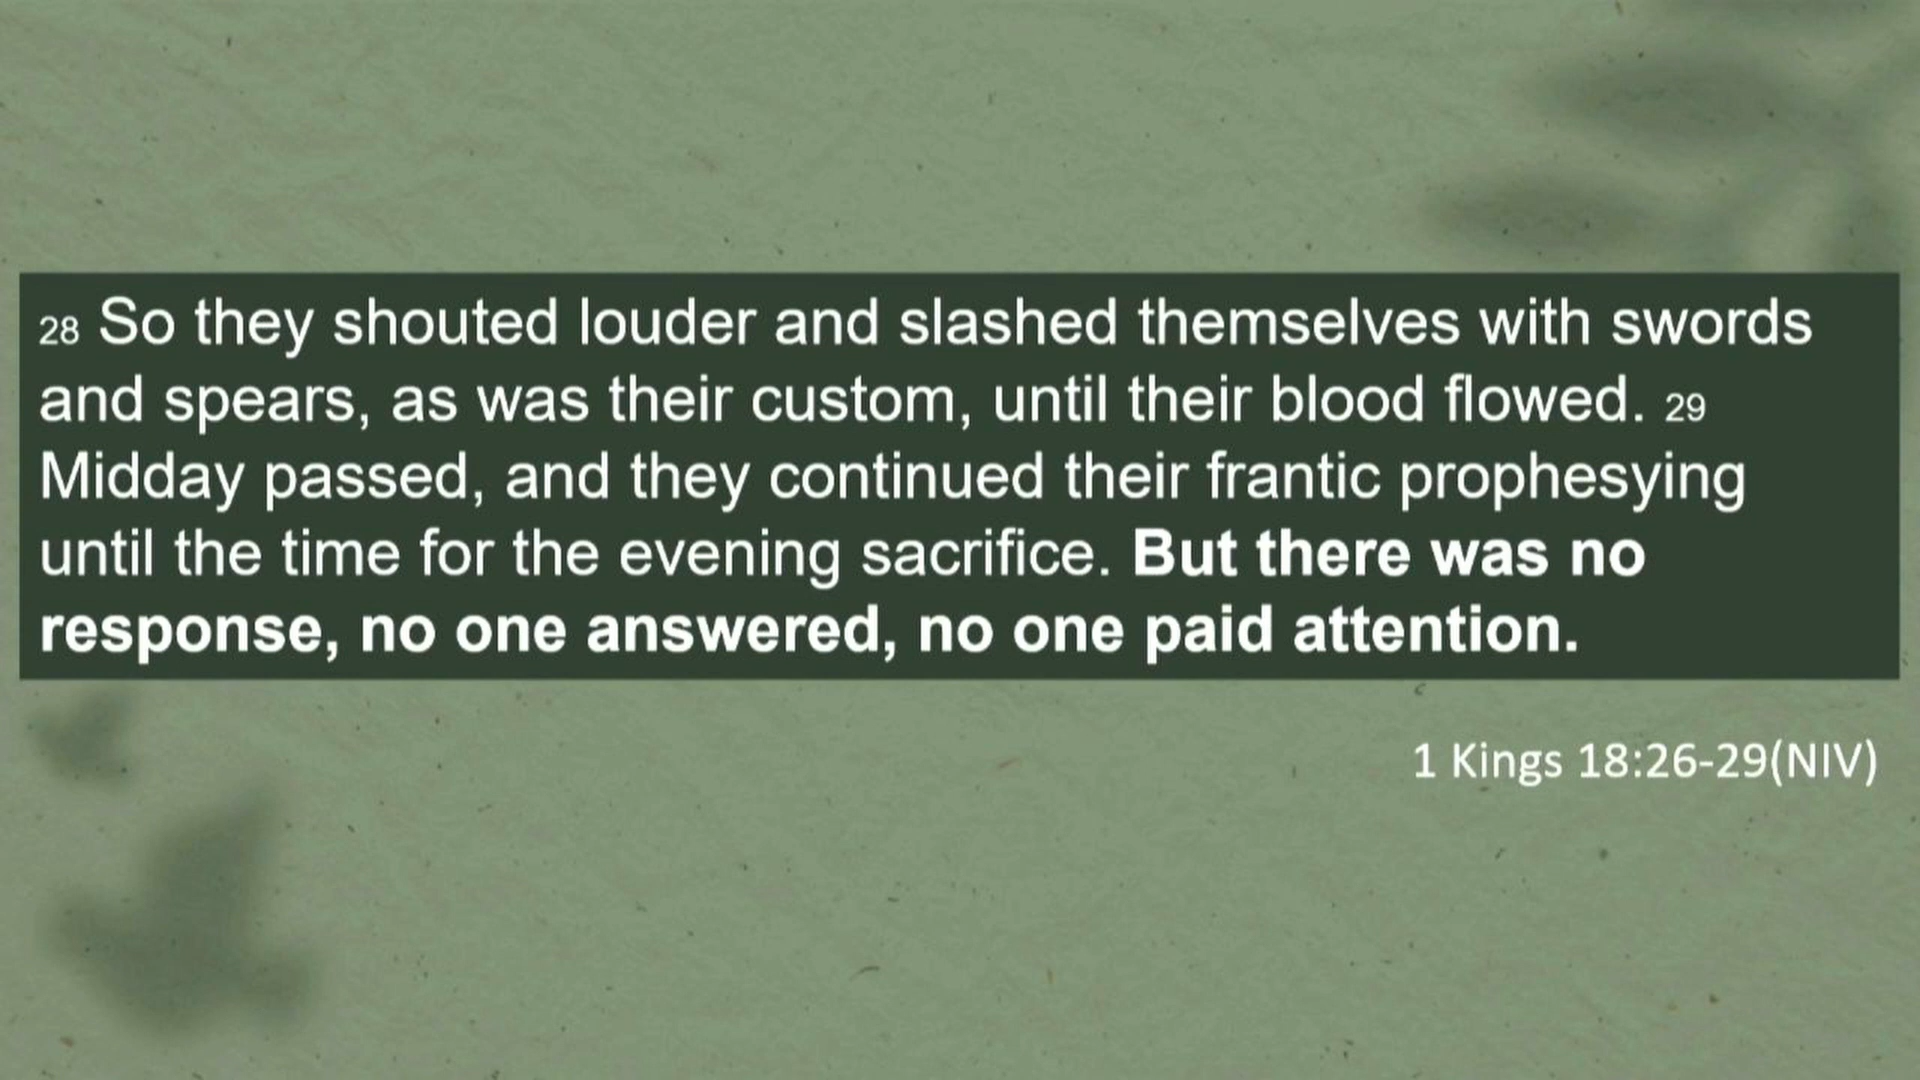 28 So they shouted louder and slashed themselves with swords
and spears, as was their custom, until their blood flowed. 29
Midday passed, and they continued their frantic prophesying
until the time for the evening sacrifice. But there was no
response, no one answered, no one paid attention.
1 Kings 18:26-29(NIV)